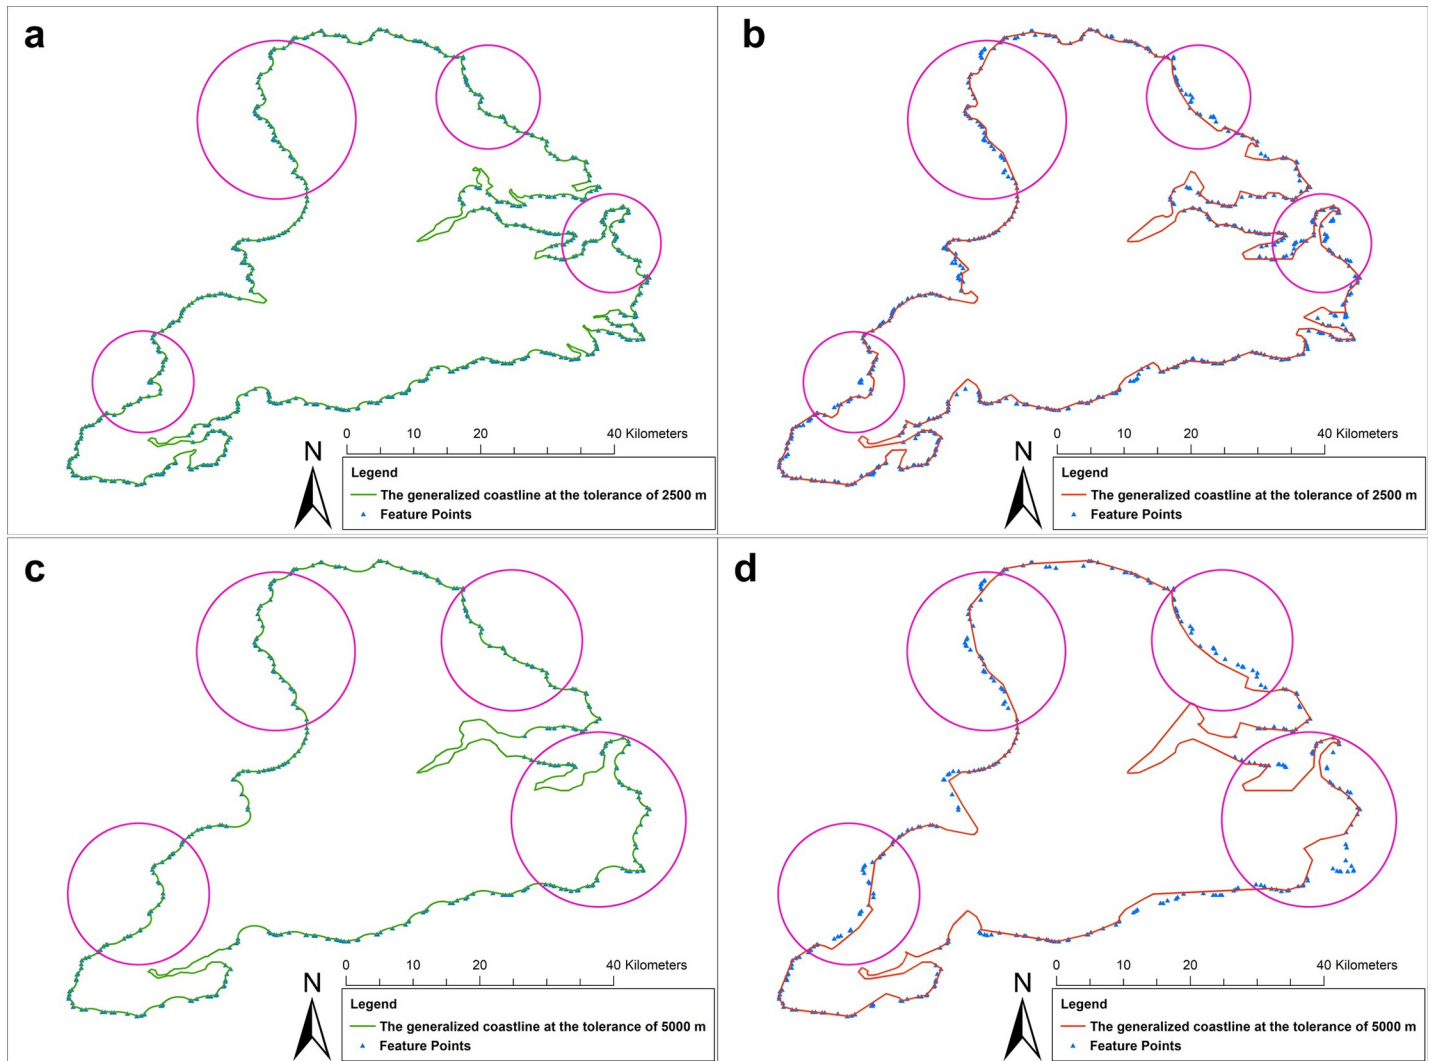 a
N
0 10 20 40 Kilometers
Legend
The generalized coastline at the tolerance of 2500 m
Feature Points
b
N
0 10 20 40 Kilometers
Legend
The generalized coastline at the tolerance of 2500 m
Feature Points
c
N
0 10 20 40 Kilometers
Legend
The generalized coastline at the tolerance of 5000 m
Feature Points
d
N
0 10 20 40 Kilometers
Legend
The generalized coastline at the tolerance of 5000 m
Feature Points